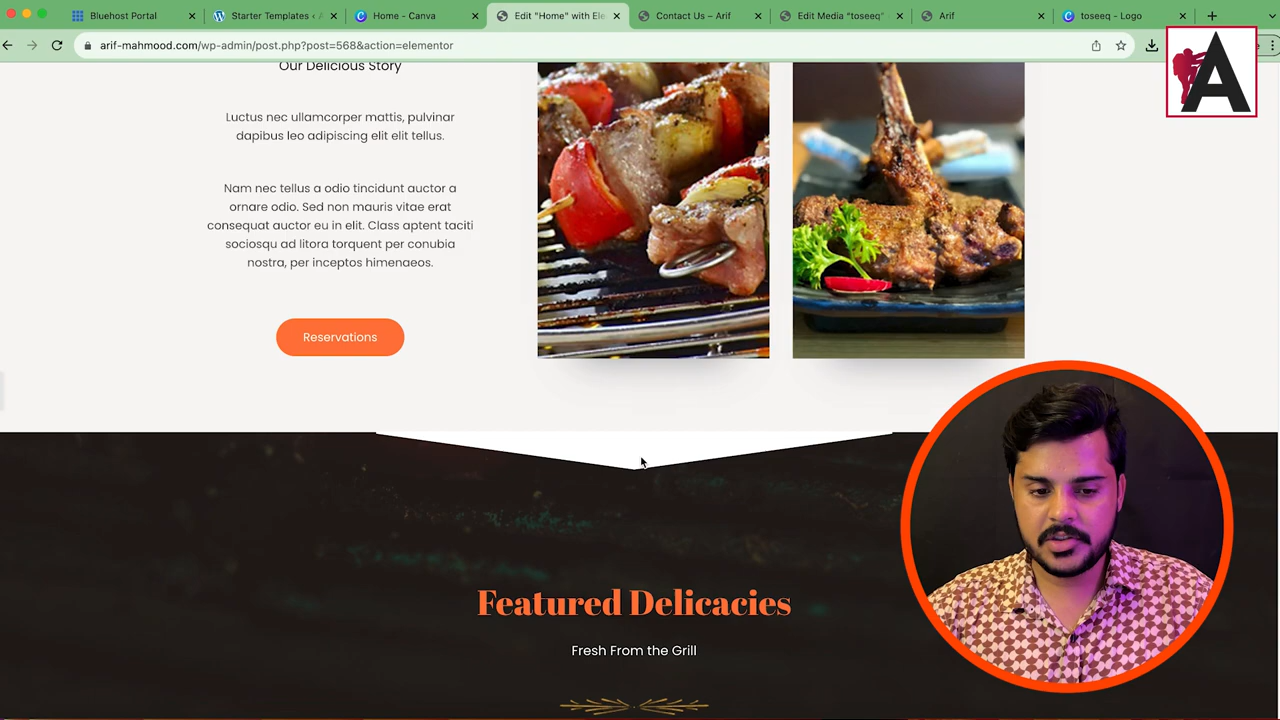 Bluehost Portal
Starter Templates ‹ A
Home - Canva
Edit "Home" with Ele
Contact Us – Arif
Edit Media “toseeq”
Arif
toseeq - Logo
arif-mahmood.com/wp-admin/post.php?post=568&action=elementor
A
Our Delicious Story
Luctus nec ullamcorper mattis, pulvinar
dapibus leo adipiscing elit elit tellus.
Nam nec tellus a odio tincidunt auctor a
ornare odio. Sed non mauris vitae erat
consequat auctor eu in elit. Class aptent taciti
sociosqu ad litora torquent per conubia
nostra, per inceptos himenaeos.
Reservations
Featured Delicacies
Fresh From the Grill